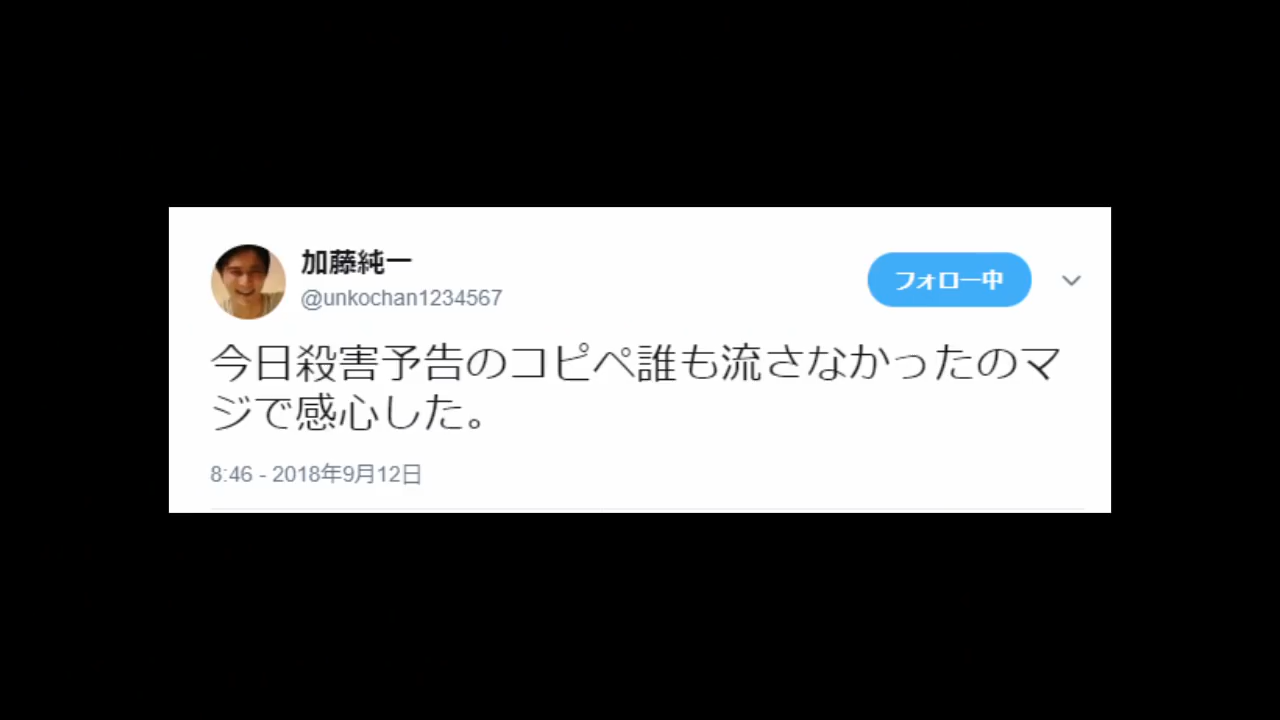 加藤純一
@unkochan1234567
フォロー中
今日殺害予告のコピペ誰も流さなかったのマ
ジで感心した。
8:46 - 2018年9月12日